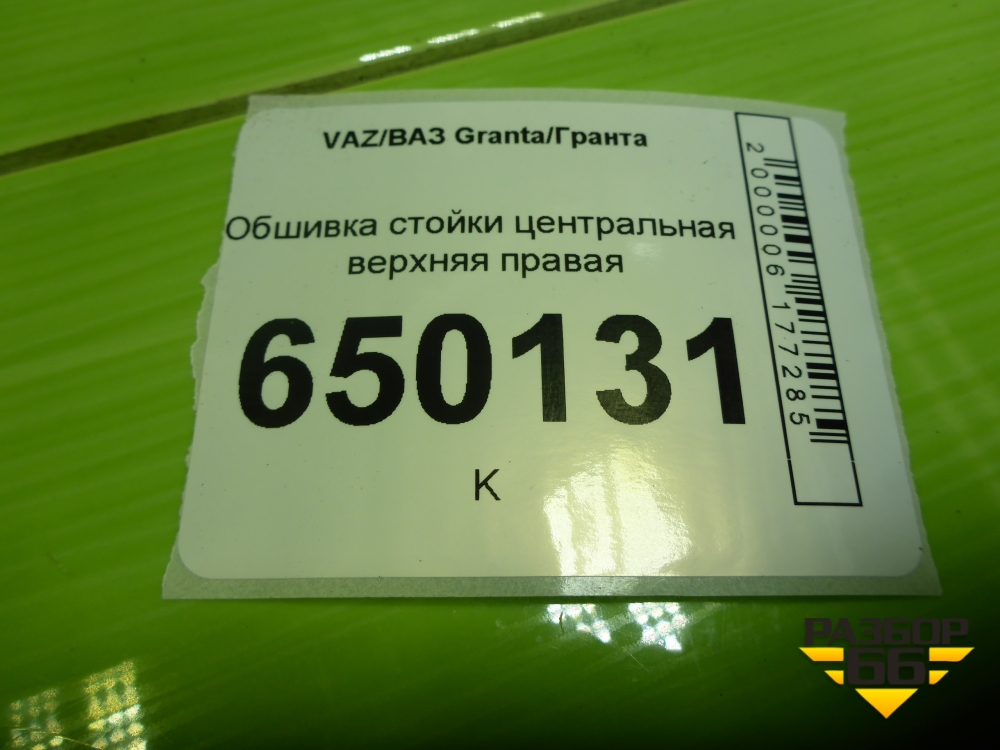 VAZ/ВАЗ Granta/Гранта
Обшивка стойки центральная
верхняя правая
650131
К
2000006177285
РАЗБОР
66